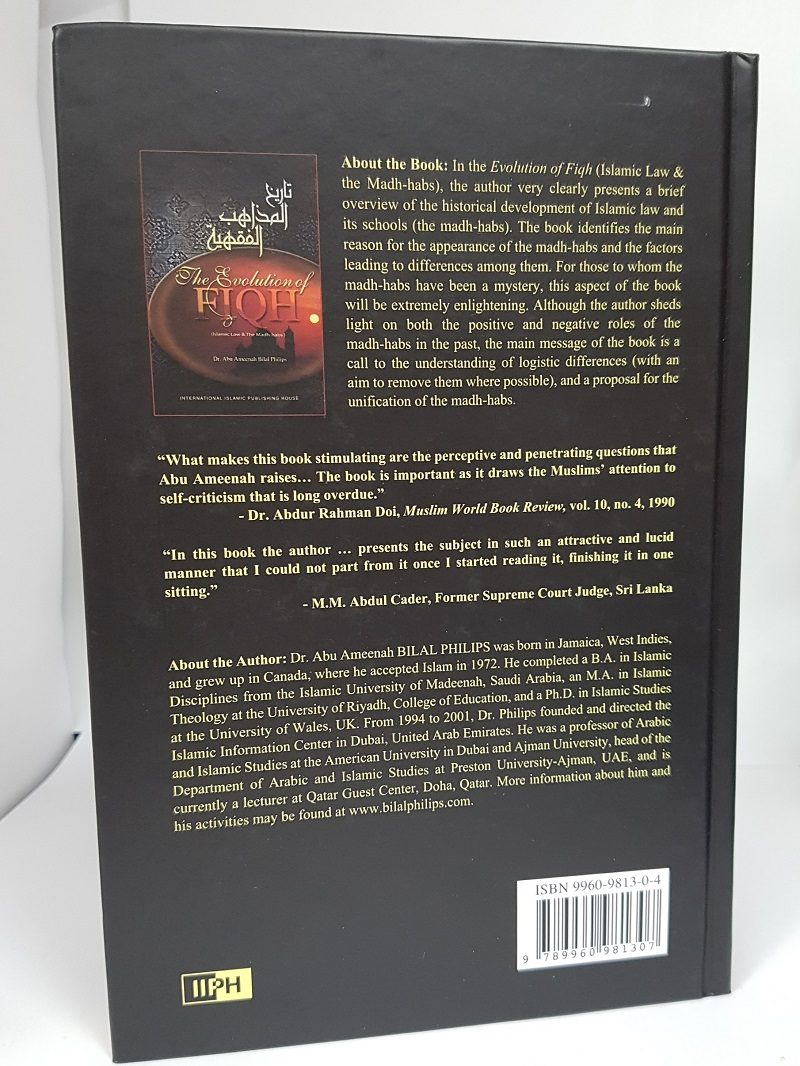 تاريخ
المذاهب
الفقهية
The Evolution of
FIQH
(Islamic Law & The Madh-habs)
Dr. Abu Ameenah Bilal Philips
INTERNATIONAL ISLAMIC PUBLISHING HOUSE
About the Book: In the Evolution of Fiqh (Islamic Law &
the Madh-habs), the author very clearly presents a brief
overview of the historical development of Islamic law and
its schools (the madh-habs). The book identifies the main
reason for the appearance of the madh-habs and the factors
leading to differences among them. For those to whom the
madh-habs have been a mystery, this aspect of the book
will be extremely enlightening. Although the author sheds
light on both the positive and negative roles of the
madh-habs in the past, the main message of the book is a
call to the understanding of logistic differences (with an
aim to remove them where possible), and a proposal for the
unification of the madh-habs.
“What makes this book stimulating are the perceptive and penetrating questions that
Abu Ameenah raises… The book is important as it draws the Muslims’ attention to
self-criticism that is long overdue.”
- Dr. Abdur Rahman Doi, Muslim World Book Review, vol. 10, no. 4, 1990
“In this book the author … presents the subject in such an attractive and lucid
manner that I could not part from it once I started reading it, finishing it in one
sitting.”
- M.M. Abdul Cader, Former Supreme Court Judge, Sri Lanka
About the Author: Dr. Abu Ameenah BILAL PHILIPS was born in Jamaica, West Indies,
and grew up in Canada, where he accepted Islam in 1972. He completed a B.A. in Islamic
Disciplines from the Islamic University of Madeenah, Saudi Arabia, an M.A. in Islamic
Theology at the University of Riyadh, College of Education, and a Ph.D. in Islamic Studies
at the University of Wales, UK. From 1994 to 2001, Dr. Philips founded and directed the
Islamic Information Center in Dubai, United Arab Emirates. He was a professor of Arabic
and Islamic Studies at the American University in Dubai and Ajman University, head of the
Department of Arabic and Islamic Studies at Preston University-Ajman, UAE, and is
currently a lecturer at Qatar Guest Center, Doha, Qatar. More information about him and
his activities may be found at www.bilalphilips.com.
ISBN 9960-9813-0-4
9 789960 981307
IIPH